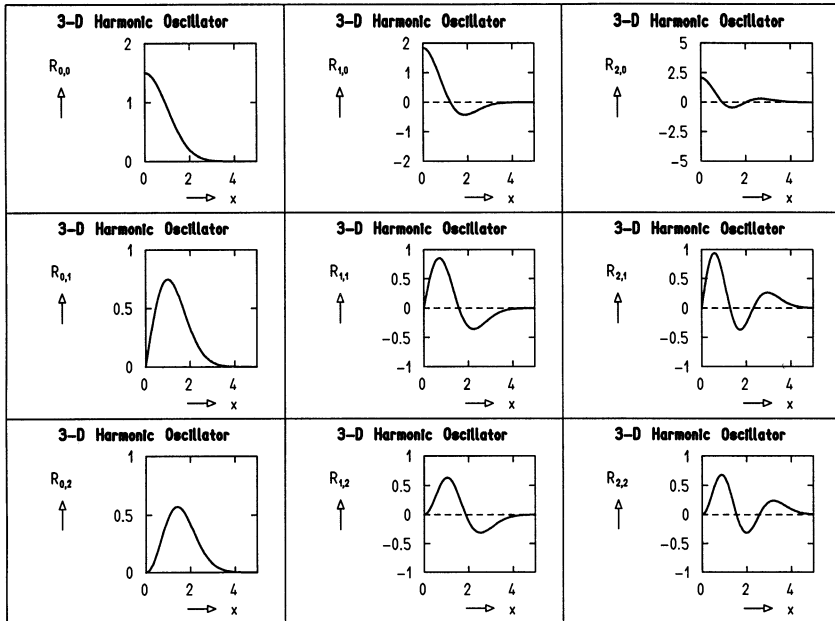 3-D Harmonic Oscillator
R0,0
2
1
0
0 2 4
x
3-D Harmonic Oscillator
R1,0
2
1
0
-1
-2
0 2 4
x
3-D Harmonic Oscillator
R2,0
5
2.5
0
-2.5
-5
0 2 4
x
3-D Harmonic Oscillator
R0,1
1
0.5
0
0 2 4
x
3-D Harmonic Oscillator
R1,1
1
0.5
0
-0.5
-1
0 2 4
x
3-D Harmonic Oscillator
R2,1
1
0.5
0
-0.5
-1
0 2 4
x
3-D Harmonic Oscillator
R0,2
1
0.5
0
0 2 4
x
3-D Harmonic Oscillator
R1,2
1
0.5
0
-0.5
-1
0 2 4
x
3-D Harmonic Oscillator
R2,2
1
0.5
0
-0.5
-1
0 2 4
x